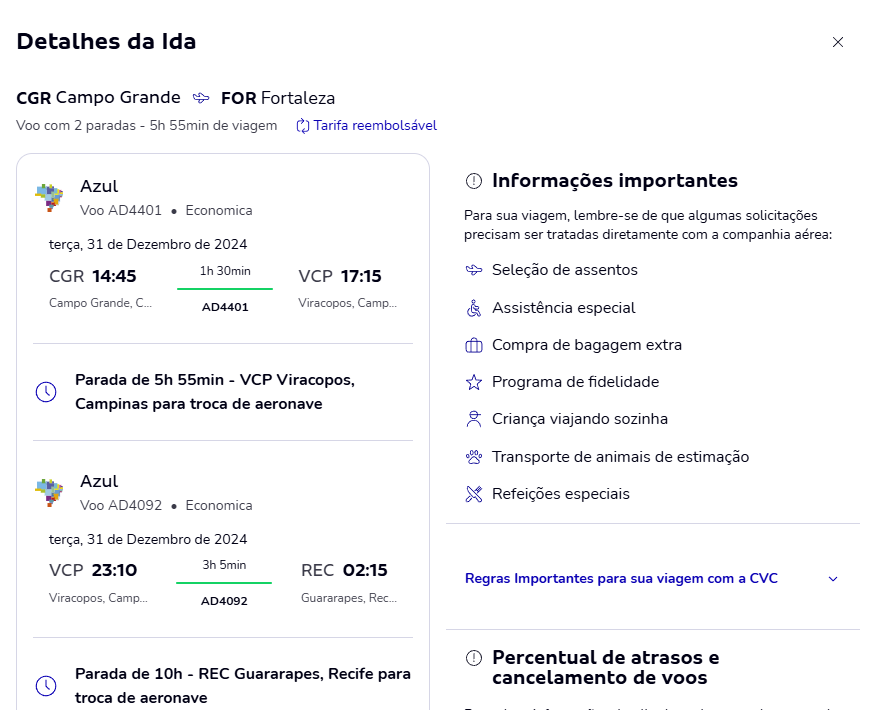 Detalhes da Ida
CGR Campo Grande FOR Fortaleza
Voo com 2 paradas - 5h 55min de viagem Tarifa reembolsável
Azul
Voo AD4401 • Economica
terça, 31 de Dezembro de 2024
CGR 14:45 1h 30min VCP 17:15
Campo Grande, C... AD4401 Viracopos, Camp...
Parada de 5h 55min - VCP Viracopos,
Campinas para troca de aeronave
Azul
Voo AD4092 • Economica
terça, 31 de Dezembro de 2024
VCP 23:10 3h 5min REC 02:15
Viracopos, Camp... AD4092 Guararapes, Rec...
Parada de 10h - REC Guararapes, Recife para
troca de aeronave
Informações importantes
Para sua viagem, lembre-se de que algumas solicitações
precisam ser tratadas diretamente com a companhia aérea:
Seleção de assentos
Assistência especial
Compra de bagagem extra
Programa de fidelidade
Criança viajando sozinha
Transporte de animais de estimação
Refeições especiais
Regras Importantes para sua viagem com a CVC
Percentual de atrasos e
cancelamento de voos